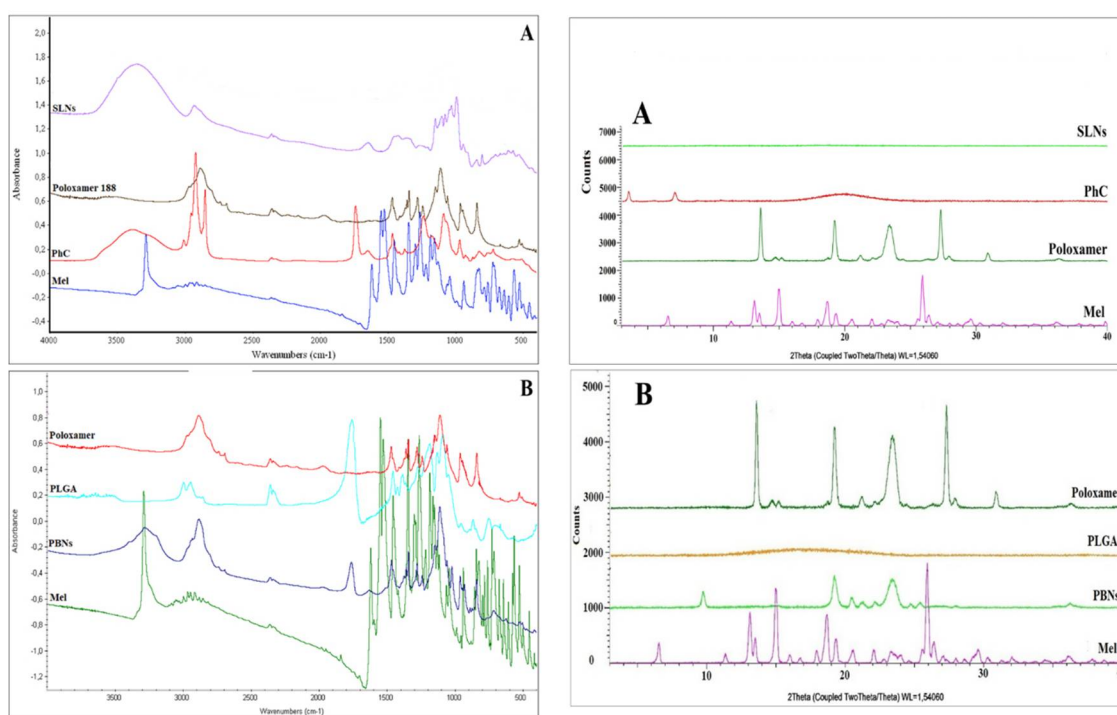 A
2,0
1,8
1,6
1,4
1,2
1,0
0,8
0,6
0,4
0,2
-0,0
-0,2
-0,4
Absorbance
SLNs
Poloxamer 188
PhC
Mel
4000 3500 3000 2500 2000 1500 1000 500
Wavenumbers (cm-1)
A
7000
6000
5000
4000
3000
2000
1000
0
Counts
SLNs
PhC
Poloxamer
Mel
10 20 30 40
2Theta (Coupled TwoTheta/Theta) WL=1,54060
B
1,0
0,8
0,6
0,4
0,2
0,0
-0,2
-0,4
-0,6
-0,8
-1,0
-1,2
Absorbance
Poloxamer
PLGA
PBNs
Mel
3500 3000 2500 2000 1500 1000 500
Wavenumbers (cm-1)
B
5000
4000
3000
2000
1000
0
Counts
Poloxamer
PLGA
PBNs
Mel
10 20 30
2Theta (Coupled TwoTheta/Theta) WL=1,54060